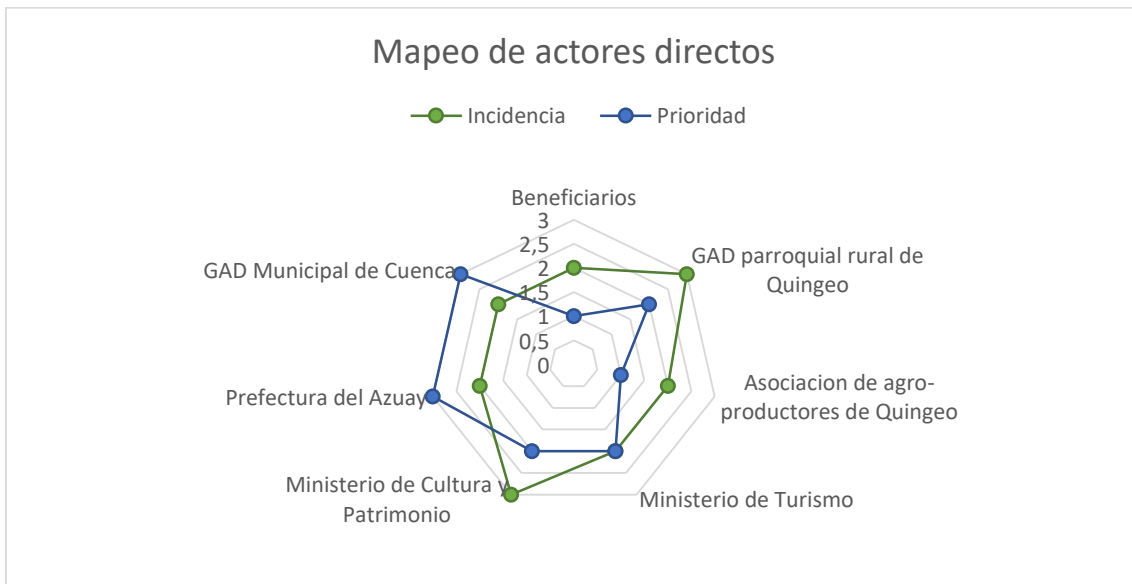 Mapeo de actores directos
Incidencia
Prioridad
Beneficiarios
3
2,5
2
1,5
1
0,5
0
GAD parroquial rural de
Quingeo
Asociacion de agro-
productores de Quingeo
Ministerio de Turismo
Ministerio de Cultura y
Patrimonio
Prefectura del Azuay
GAD Municipal de Cuenca